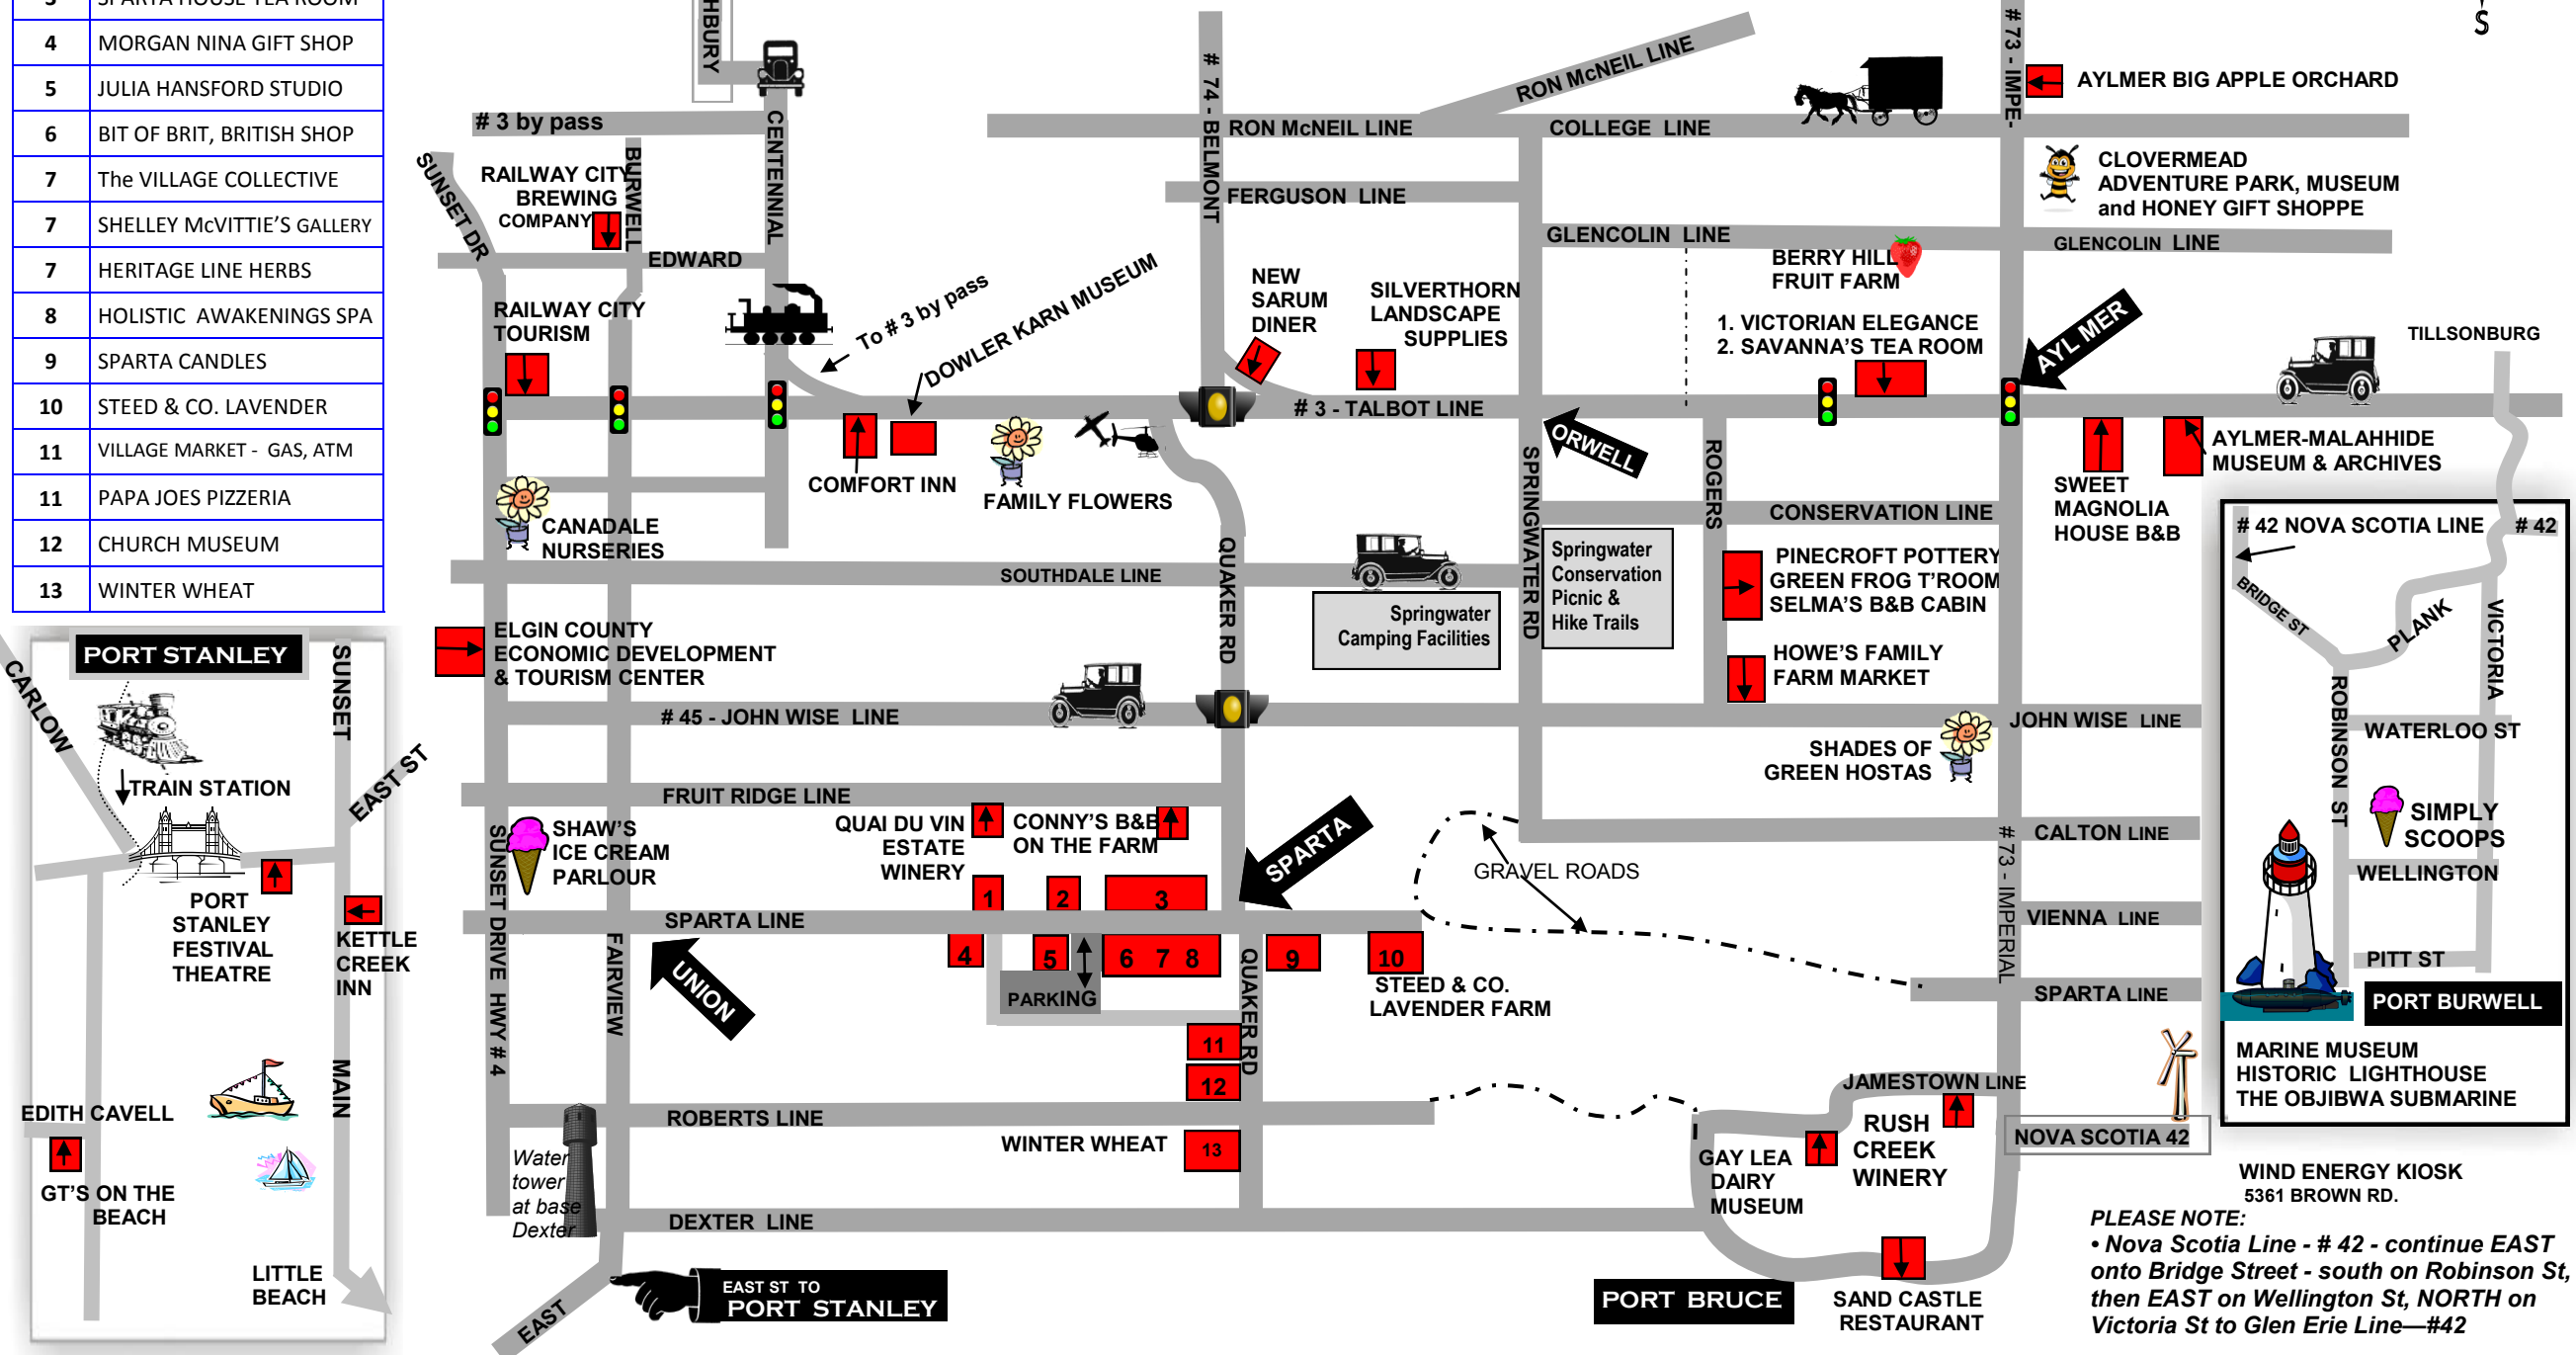 3 SPARTA HOUSE TEA ROOM
4 MORGAN NINA GIFT SHOP
5 JULIA HANSFORD STUDIO
6 BIT OF BRIT, BRITISH SHOP
7 The VILLAGE COLLECTIVE
7 SHELLEY McVITTIE'S GALLERY
7 HERITAGE LINE HERBS
8 HOLISTIC AWAKENINGS SPA
9 SPARTA CANDLES
10 STEED & CO. LAVENDER
11 VILLAGE MARKET - GAS, ATM
11 PAPA JOES PIZZERIA
12 CHURCH MUSEUM
13 WINTER WHEAT
PORT STANLEY
CARLOW
SUNSET
TRAIN STATION
EAST ST
PORT
STANLEY
FESTIVAL
THEATRE
KETTLE
CREEK
INN
MAIN
EDITH CAVELL
GT'S ON THE
BEACH
LITTLE
BEACH
HBURY
# 3 by pass
CENTENNIAL
SUNSET DR
RAILWAY CITY
BREWING
COMPANY
BURWELL
EDWARD
RAILWAY CITY
TOURISM
To # 3 by pass
DOWLER KARN MUSEUM
# 74 - BELMONT
RON McNEIL LINE
RON McNEIL LINE
COLLEGE LINE
FERGUSON LINE
GLENCOLIN LINE
GLENCOLIN LINE
# 73 - IMPE-
S
AYLMER BIG APPLE ORCHARD
CLOVERMEAD
ADVENTURE PARK, MUSEUM
and HONEY GIFT SHOPPE
NEW
SARUM
DINER
SILVERTHORN
LANDSCAPE
SUPPLIES
BERRY HILL
FRUIT FARM
1. VICTORIAN ELEGANCE
2. SAVANNA'S TEA ROOM
AYL MER
TILLSONBURG
# 3 - TALBOT LINE
ORWELL
COMFORT INN
FAMILY FLOWERS
CANADALE
NURSERIES
SWEET
MAGNOLIA
HOUSE B&B
AYLMER-MALAHHIDE
MUSEUM & ARCHIVES
ROGERS
CONSERVATION LINE
SPRINGWATER RD
QUAKER RD
SOUTHDALE LINE
Springwater
Camping Facilities
Springwater
Conservation
Picnic &
Hike Trails
PINECROFT POTTERY
GREEN FROG T'ROOM
SELMA'S B&B CABIN
HOWE'S FAMILY
FARM MARKET
ELGIN COUNTY
ECONOMIC DEVELOPMENT
& TOURISM CENTER
# 45 - JOHN WISE LINE
JOHN WISE LINE
SHADES OF
GREEN HOSTAS
FRUIT RIDGE LINE
SHAW'S
ICE CREAM
PARLOUR
QUAI DU VIN
ESTATE
WINERY
CONNY'S B&B
ON THE FARM
SPARTA
GRAVEL ROADS
CALTON LINE
# 73 - IMPERIAL
VIENNA LINE
SPARTA LINE
SUNSET DRIVE HWY # 4
SPARTA LINE
1
2
3
4
5
6 7 8
9
10
PARKING
STEED & CO.
LAVENDER FARM
UNION
FAIRVIEW
QUAKER RD
11
12
13
ROBERTS LINE
WINTER WHEAT
Water
tower
at base
Dexter
DEXTER LINE
EAST
EAST ST TO
PORT STANLEY
JAMESTOWN LINE
RUSH
CREEK
WINERY
GAY LEA
DAIRY
MUSEUM
PORT BRUCE
SAND CASTLE
RESTAURANT
NOVA SCOTIA 42
WIND ENERGY KIOSK
5361 BROWN RD.
# 42 NOVA SCOTIA LINE
# 42
BRIDGE ST
PLANK
VICTORIA
ROBINSON ST
WATERLOO ST
SIMPLY
SCOOPS
WELLINGTON
PITT ST
PORT BURWELL
MARINE MUSEUM
HISTORIC LIGHTHOUSE
THE OBJIBWA SUBMARINE
PLEASE NOTE:
• Nova Scotia Line - # 42 - continue EAST
onto Bridge Street - south on Robinson St,
then EAST on Wellington St, NORTH on
Victoria St to Glen Erie Line—#42